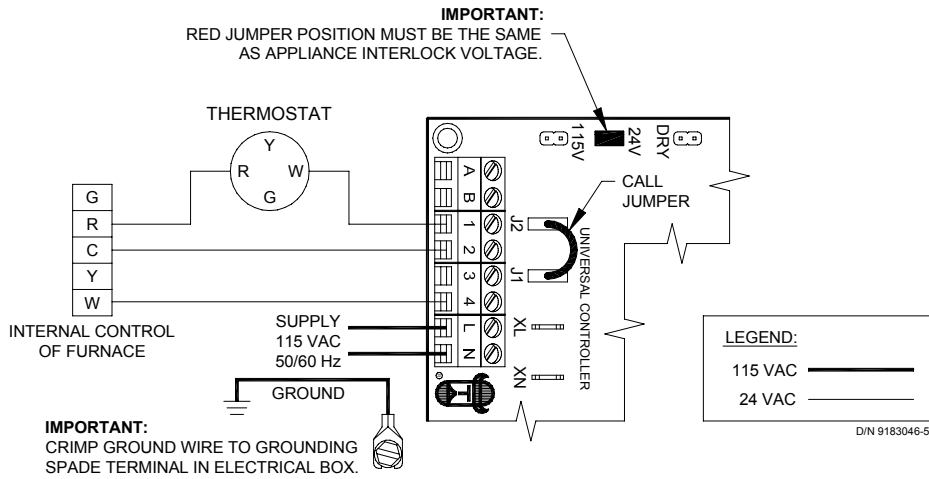 IMPORTANT:
RED JUMPER POSITION MUST BE THE SAME
AS APPLIANCE INTERLOCK VOLTAGE.
THERMOSTAT
Y
R W
G
G
R
C
Y
W
INTERNAL CONTROL
OF FURNACE
115V
24V
DRY
CALL
JUMPER
A
B
1
2
3
4
L
N
J2
J1
UNIVERSAL CONTROLLER
XL
XN
SUPPLY
115 VAC
50/60 Hz
GROUND
IMPORTANT:
CRIMP GROUND WIRE TO GROUNDING
SPADE TERMINAL IN ELECTRICAL BOX.
LEGEND:
115 VAC
24 VAC
D/N 9183046-5